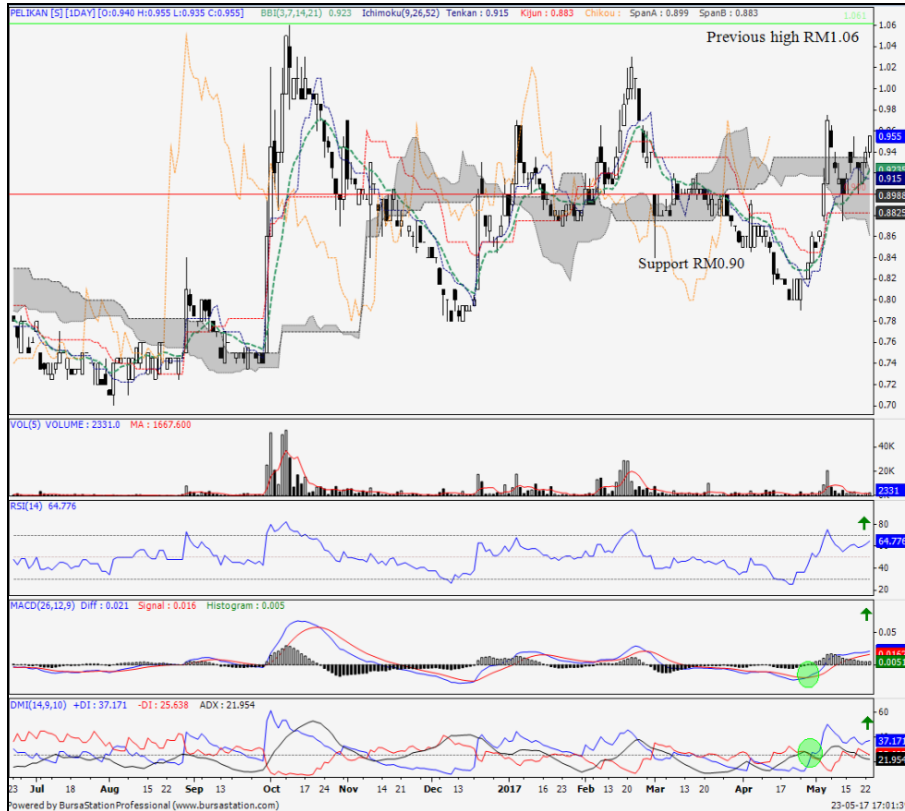 PELIKAN [S] [1DAY] [O:0.940 H:0.955 L:0.935 C:0.955] BBI(3,7,14,21) 0.923 Ichimoku(9,26,52) Tenkan : 0.915 Kijun : 0.883 Chikou : SpanA : 0.899 SpanB : 0.883
1.061
1.06
Previous high RM1.06
1.04
1.02
1.00
0.98
0.955
0.94
0.915
0.8988
0.8825
0.86
Support RM0.90
0.84
0.82
0.80
0.78
0.76
0.74
0.72
0.70
VOL(5) VOLUME : 2331.0 MA : 1667.600
40K
20K
2331
RSI(14) 64.776
80
64.776
40
20
MACD(26,12,9) Diff : 0.021 Signal : 0.016 Histogram : 0.005
0.05
0.0051
DMI(14,9,10) +DI : 37.171 -DI : 25.638 ADX : 21.954
60
37.171
21.954
23 Jul 18 Aug 15 22 Sep 13 Oct 17 24 Nov 14 21 Dec 13 2017 16 23 Feb 13 20 Mar 13 20 Apr 17 May 15 22
Powered by BursaStationProfessional (www.bursastation.com) 23-05-17 17:01:3